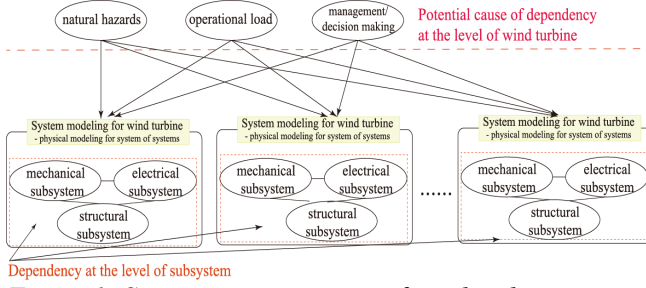 natural hazards
operational load
management/
decision making
Potential cause of dependency
at the level of wind turbine
System modeling for wind turbine
- physical modeling for system of systems
System modeling for wind turbine
- physical modeling for system of systems
System modeling for wind turbine
- physical modeling for system of systems
mechanical
subsystem
electrical
subsystem
structural
subsystem
mechanical
subsystem
electrical
subsystem
structural
subsystem
......
mechanical
subsystem
electrical
subsystem
structural
subsystem
Dependency at the level of subsystem